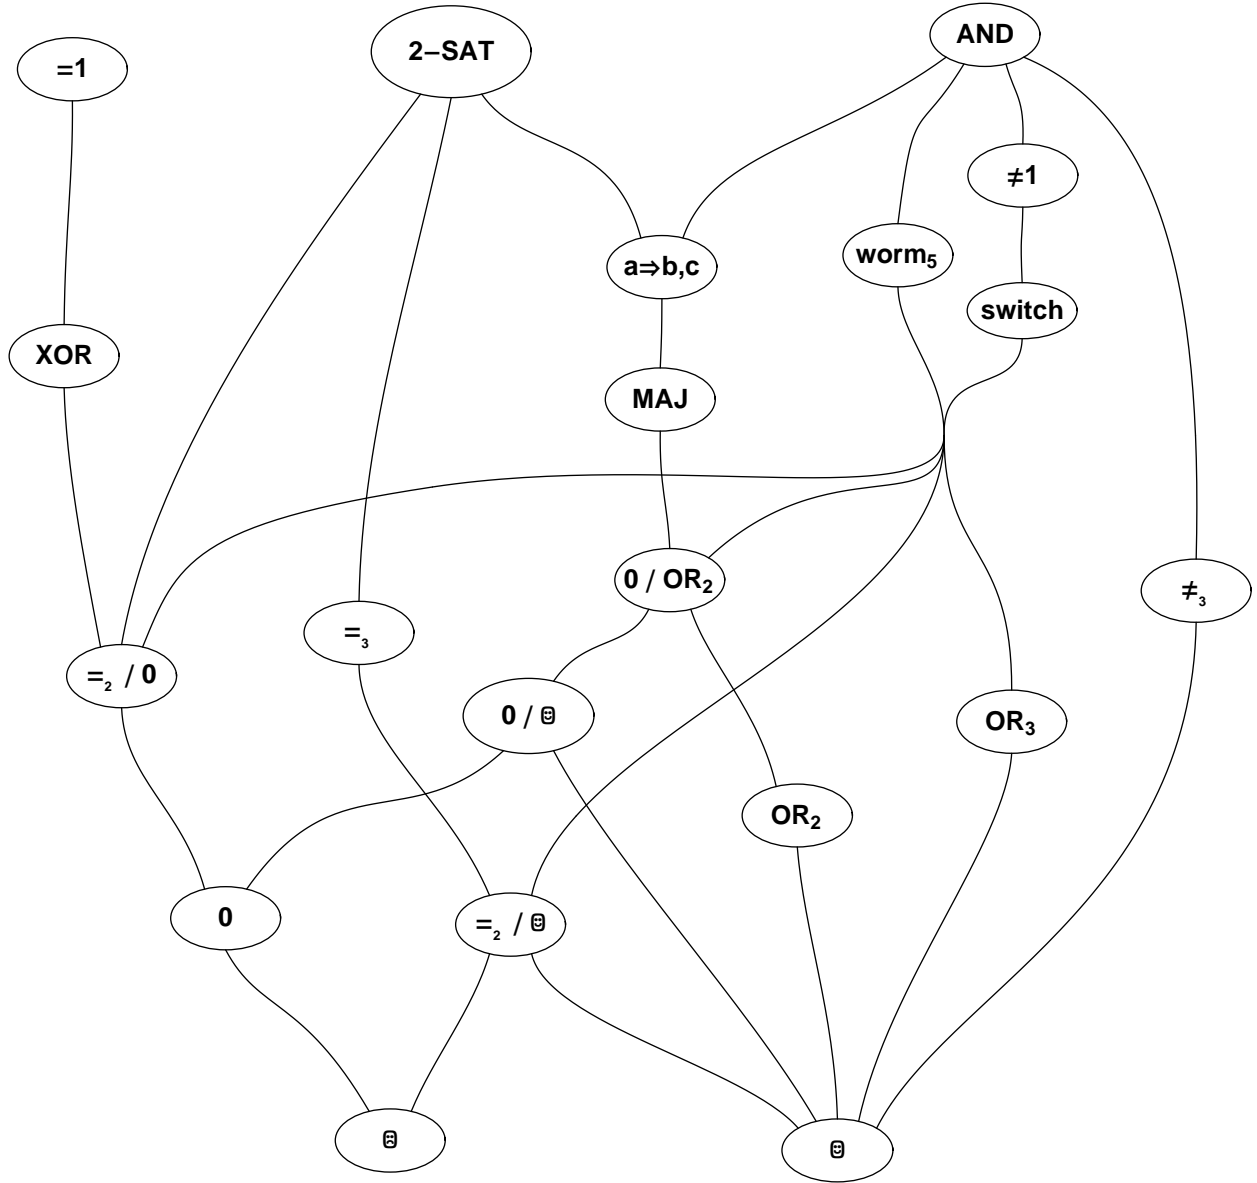 AND
2−SAT
=1
≠1
worm₅
a⇒b,c
switch
XOR
MAJ
0 / OR₂
≠₃
=₃
=₂ / 0
0 / ☺
OR₃
OR₂
0
=₂ / ☺
☹
☺